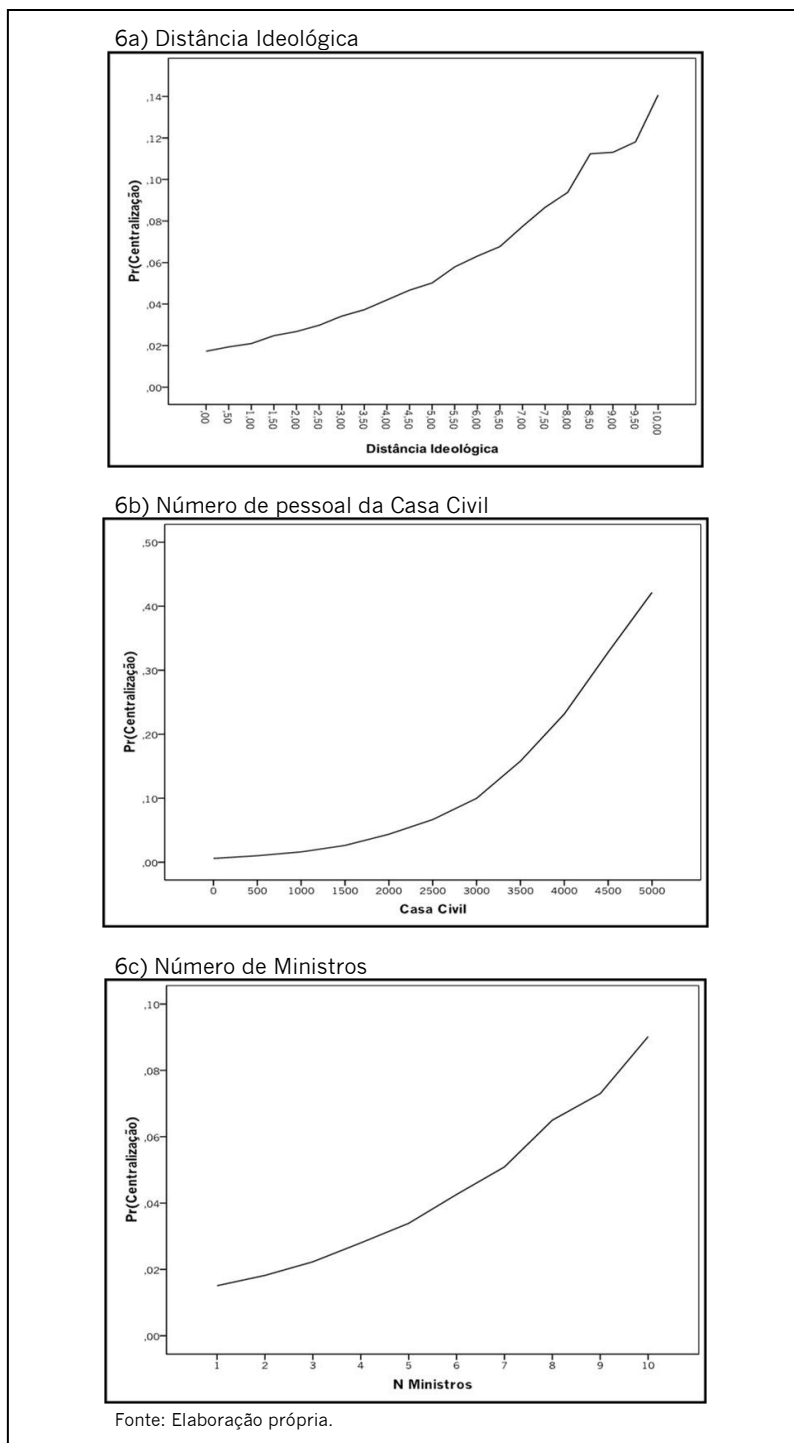 6a) Distância Ideológica
Pr(Centralização)
,14
,12
,10
,08
,06
,04
,02
,00
,00 ,50 1,00 1,50 2,00 2,50 3,00 3,50 4,00 4,50 5,00 5,50 6,00 6,50 7,00 7,50 8,00 8,50 9,00 9,50 10,00
Distância Ideológica
6b) Número de pessoal da Casa Civil
Pr(Centralização)
,50
,40
,30
,20
,10
,00
0 500 1000 1500 2000 2500 3000 3500 4000 4500 5000
Casa Civil
6c) Número de Ministros
Pr(Centralização)
,10
,08
,06
,04
,02
,00
1 2 3 4 5 6 7 8 9 10
N Ministros
Fonte: Elaboração própria.